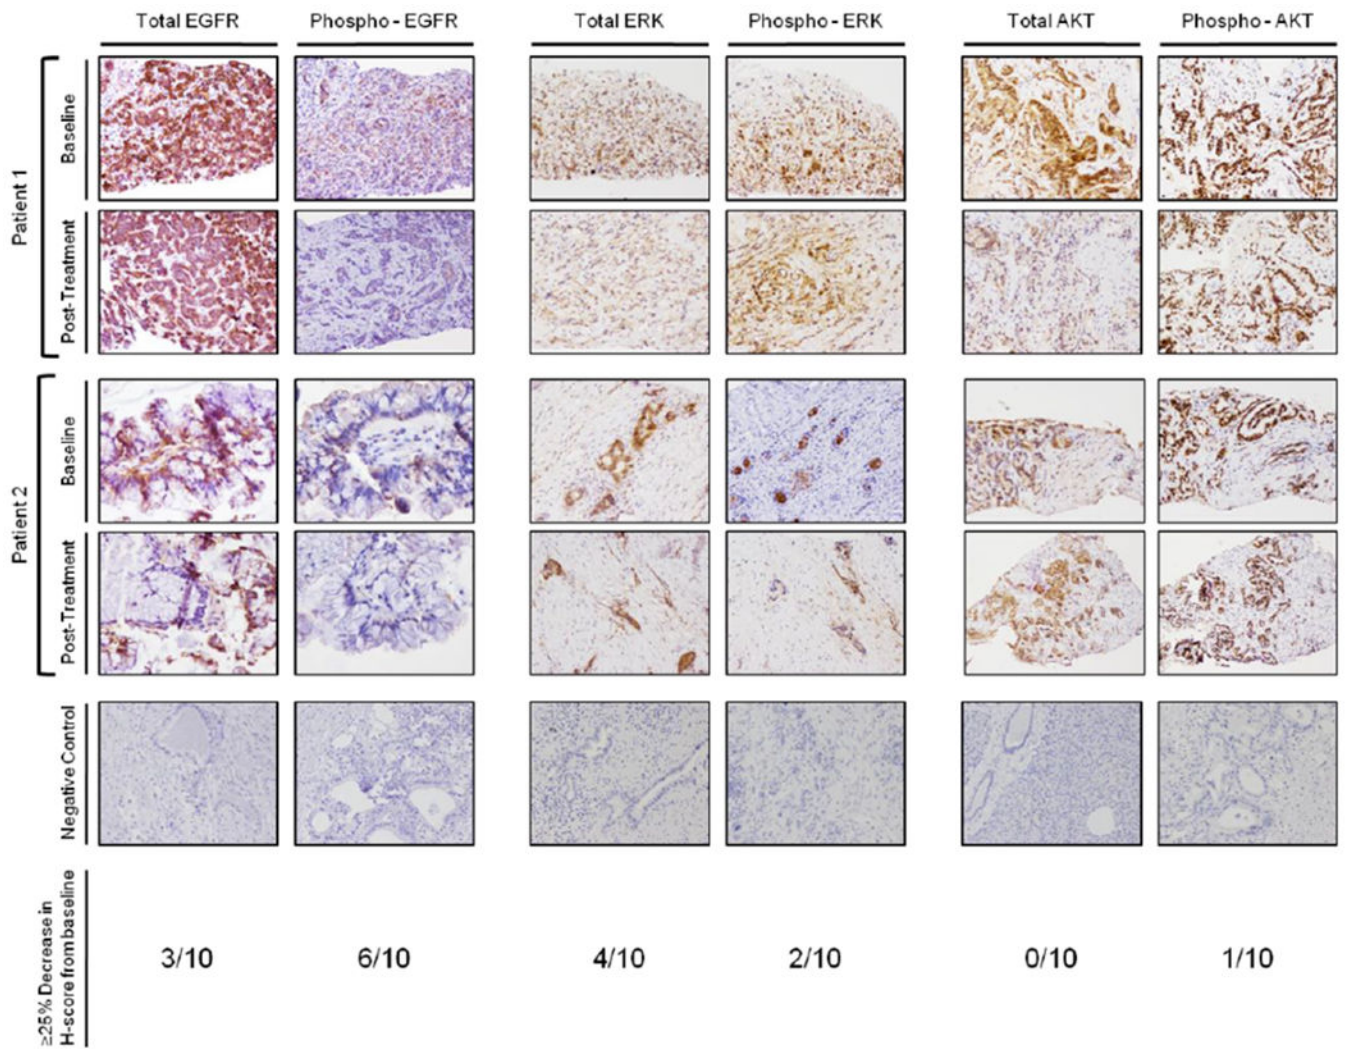 Total EGFR
Phospho - EGFR
Total ERK
Phospho - ERK
Total AKT
Phospho - AKT
Patient 1
Baseline
Post-Treatment
Patient 2
Baseline
Post-Treatment
Negative Control
≥25% Decrease in
H-score from baseline
3/10
6/10
4/10
2/10
0/10
1/10